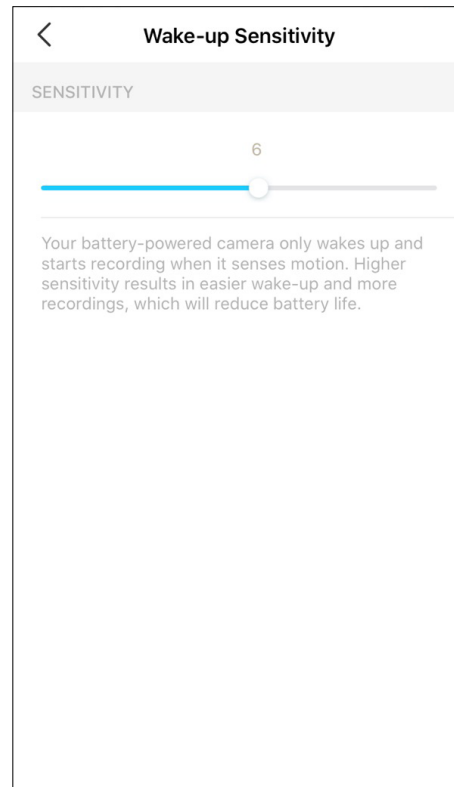 Wake-up Sensitivity
SENSITIVITY
6
Your battery-powered camera only wakes up and
starts recording when it senses motion. Higher
sensitivity results in easier wake-up and more
recordings, which will reduce battery life.